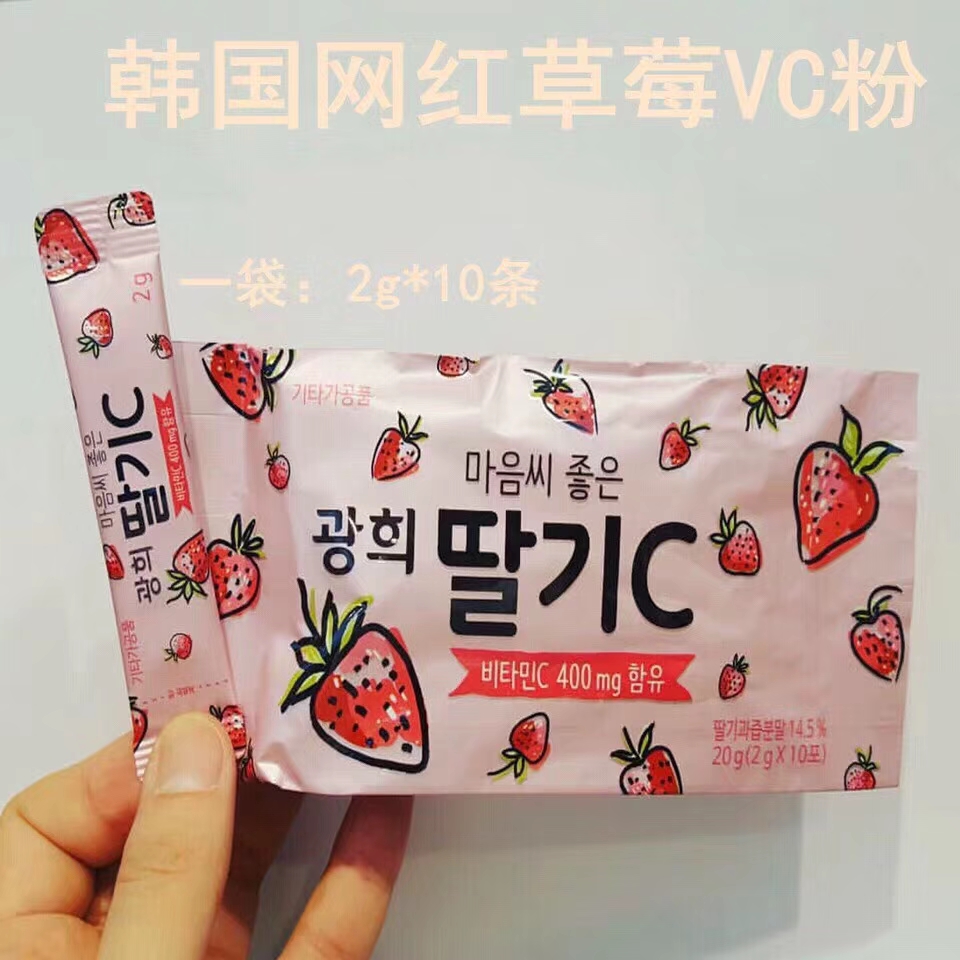 韩国网红草莓VC粉
一袋：2g*10条
2g
마음씨 좋은
광희 딸기C
비타민C 400mg 함유
기타가공품
기타가공품
마음씨 좋은
광희 딸기C
비타민C 400mg 함유
딸기과즙분말 14.5%
20g(2gX10포)